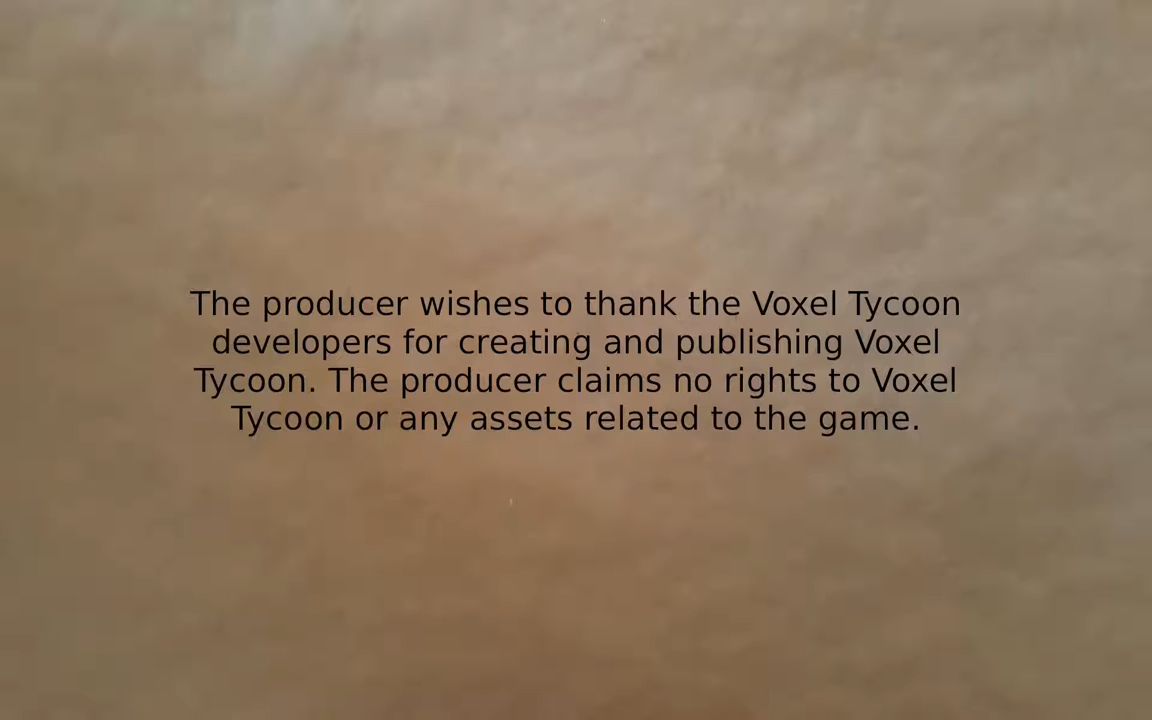 The producer wishes to thank the Voxel Tycoon
developers for creating and publishing Voxel
Tycoon. The producer claims no rights to Voxel
Tycoon or any assets related to the game.